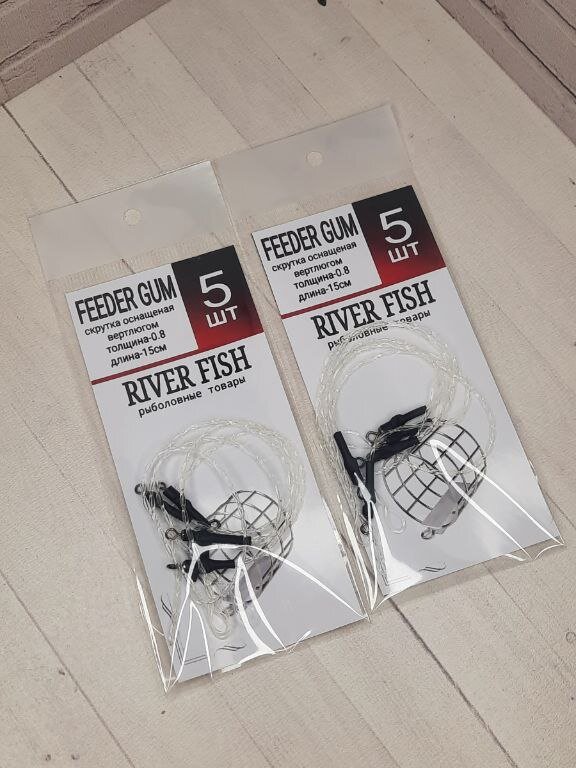 FEEDER GUM
скрутка оснащеная
вертлюгом
толщина-0.8
длина-15см
5
шт
RIVER FISH
рыболовные товары
FEEDER GUM
скрутка оснащеная
вертлюгом
толщина-0.8
длина-15см
5
шт
RIVER FISH
рыболовные товары